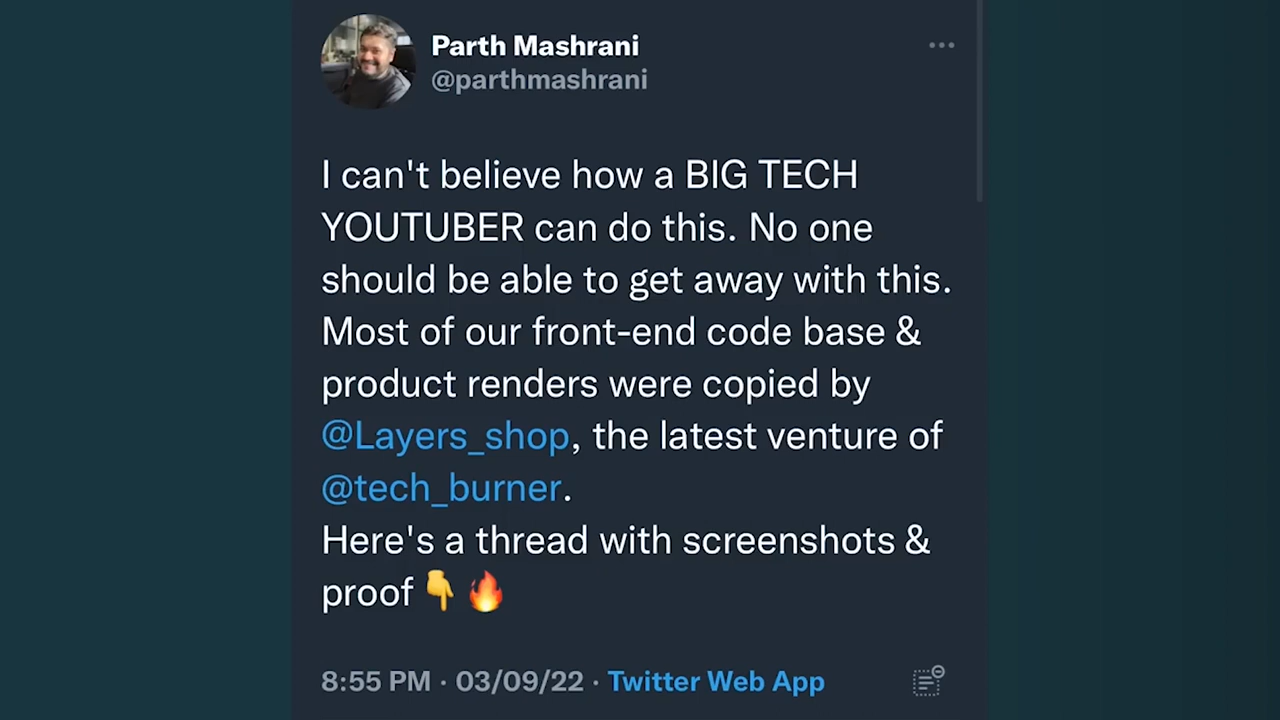 Parth Mashrani
@parthmashrani
I can't believe how a BIG TECH
YOUTUBER can do this. No one
should be able to get away with this.
Most of our front-end code base &
product renders were copied by
@Layers_shop, the latest venture of
@tech_burner.
Here's a thread with screenshots &
proof 👇 🔥
8:55 PM · 03/09/22 · Twitter Web App